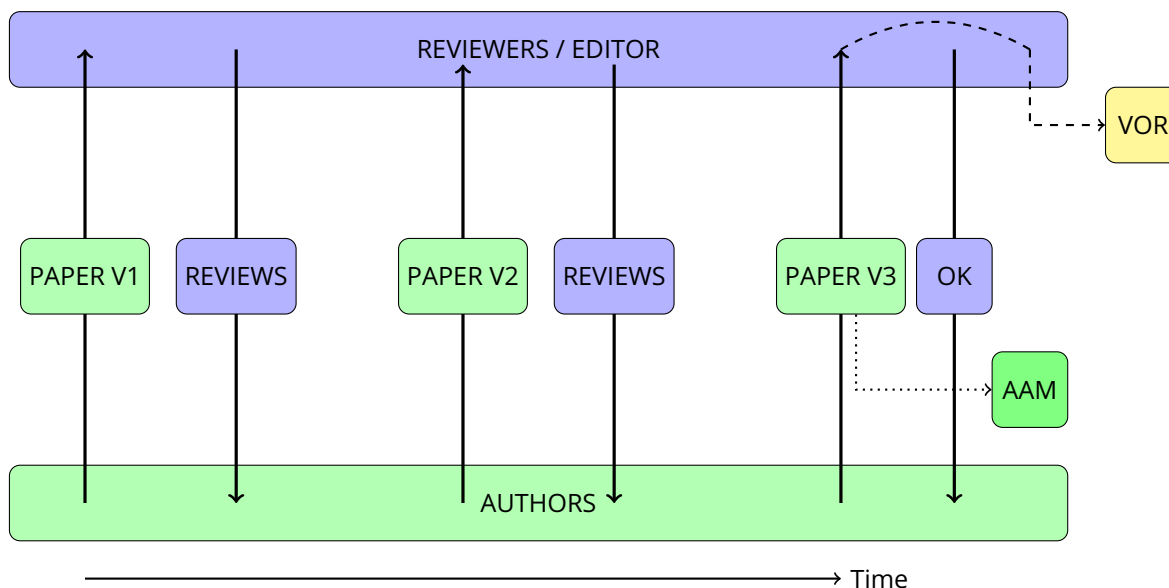 REVIEWERS / EDITOR
VOR
PAPER V1
REVIEWS
PAPER V2
REVIEWS
PAPER V3
OK
AAM
AUTHORS
Time